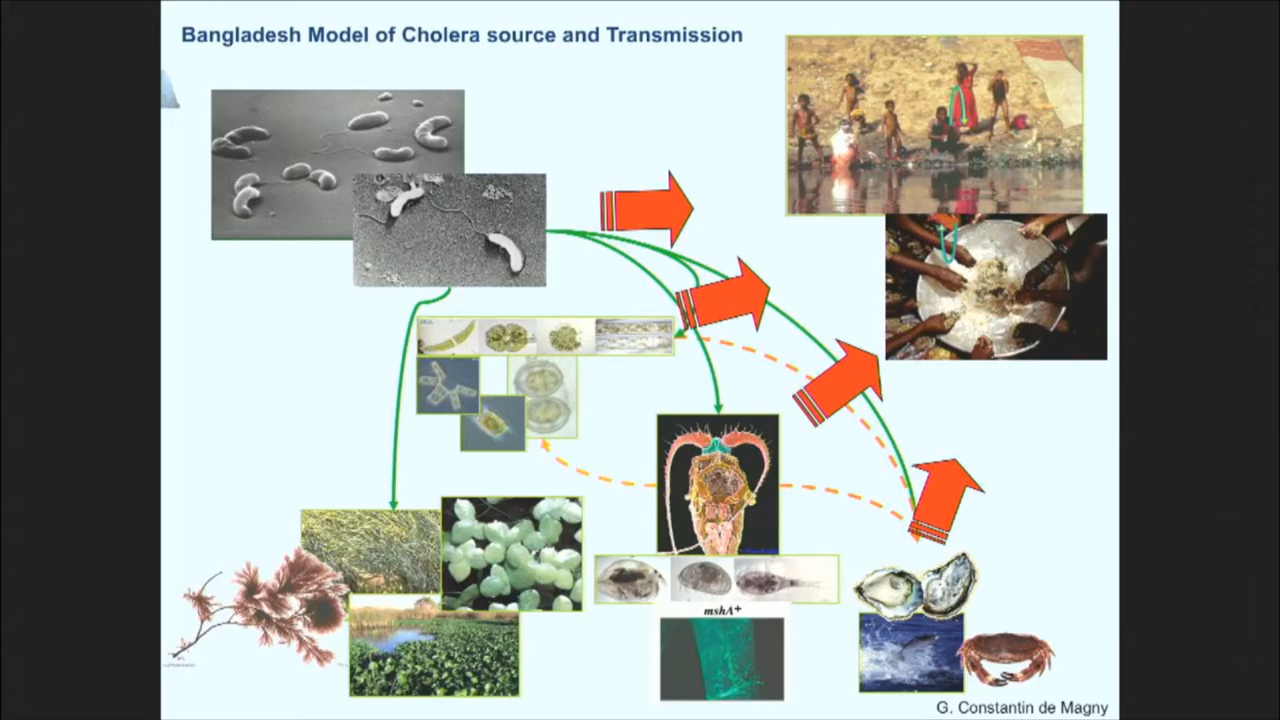 Bangladesh Model of Cholera source and Transmission
mshA+
G. Constantin de Magny